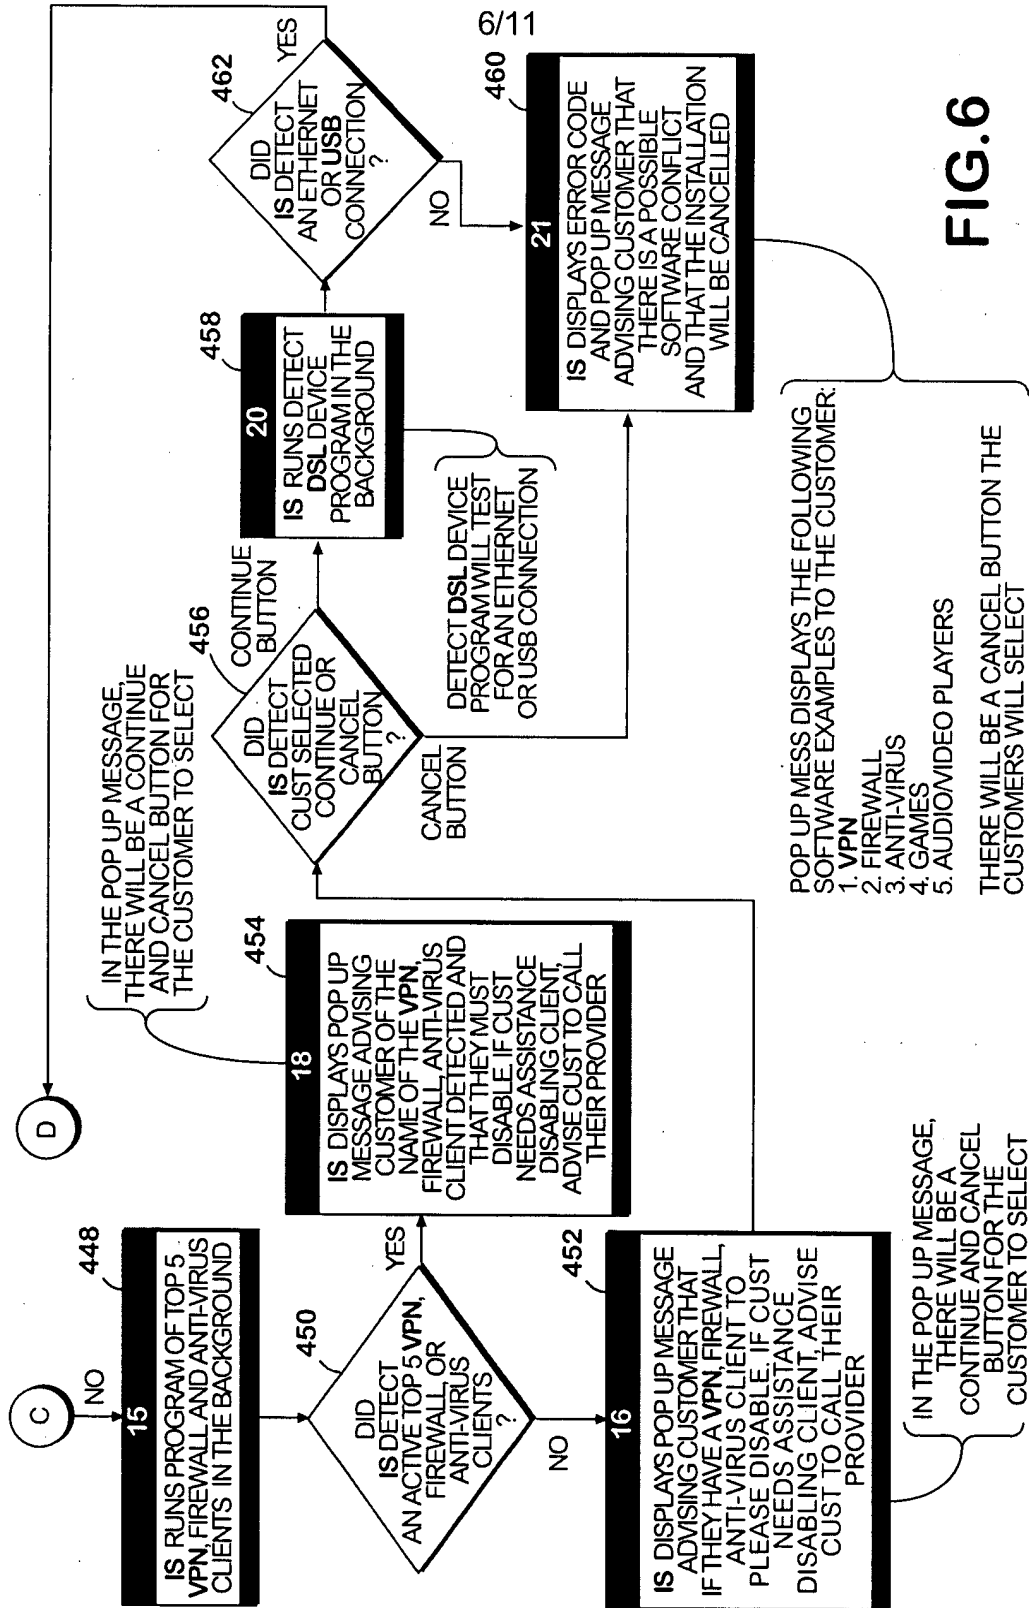 6/11
C
NO
448
15
IS RUNS PROGRAM OF TOP 5
VPN, FIREWALL AND ANTI-VIRUS
CLIENTS IN THE BACKGROUND
450
DID
IS DETECT
AN ACTIVE TOP 5 VPN,
FIREWALL, OR
ANTI-VIRUS
CLIENTS
?
YES
NO
452
16
IS DISPLAYS POP UP MESSAGE
ADVISING CUSTOMER THAT
IF THEY HAVE A VPN, FIREWALL,
ANTI-VIRUS CLIENT TO
PLEASE DISABLE, IF CUST
NEEDS ASSISTANCE
DISABLING CLIENT, ADVISE
CUST TO CALL THEIR
PROVIDER
IN THE POP UP MESSAGE,
THERE WILL BE A
CONTINUE AND CANCEL
BUTTON FOR THE
CUSTOMER TO SELECT
D
IN THE POP UP MESSAGE,
THERE WILL BE A CONTINUE
AND CANCEL BUTTON FOR
THE CUSTOMER TO SELECT
454
18
IS DISPLAYS POP UP
MESSAGE ADVISING
CUSTOMER OF THE
NAME OF THE VPN,
FIREWALL, ANTI-VIRUS
CLIENT DETECTED AND
THAT THEY MUST
DISABLE. IF CUST
NEEDS ASSISTANCE
DISABLING CLIENT,
ADVISE CUST TO CALL
THEIR PROVIDER
456
DID
IS DETECT
CUST SELECTED
CONTINUE OR
CANCEL
BUTTON
?
CONTINUE
BUTTON
CANCEL
BUTTON
458
20
IS RUNS DETECT
DSL DEVICE
PROGRAM IN THE
BACKGROUND
DETECT DSL DEVICE
PROGRAM WILL TEST
FOR AN ETHERNET
OR USB CONNECTION
462
DID
IS DETECT
AN ETHERNET
OR USB
CONNECTION
?
YES
NO
460
21
IS DISPLAYS ERROR CODE
AND POP UP MESSAGE
ADVISING CUSTOMER THAT
THERE IS A POSSIBLE
SOFTWARE CONFLICT
AND THAT THE INSTALLATION
WILL BE CANCELLED
POP UP MESS DISPLAYS THE FOLLOWING
SOFTWARE EXAMPLES TO THE CUSTOMER:
1. VPN
2. FIREWALL
3. ANTI-VIRUS
4. GAMES
5. AUDIO/VIDEO PLAYERS
THERE WILL BE A CANCEL BUTTON THE
CUSTOMERS WILL SELECT
FIG.6